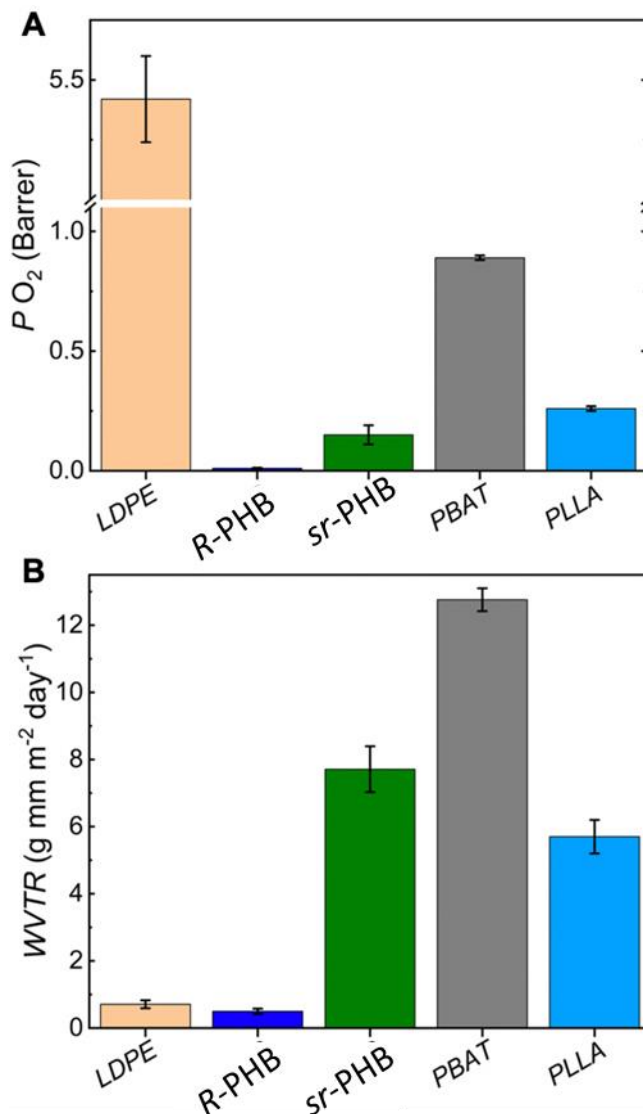 A
5.5
1.0
0.5
0.0
P O₂ (Barrer)
LDPE
R-PHB
sr-PHB
PBAT
PLLA
B
12
10
8
6
4
2
0
WVTR (g mm m⁻² day⁻¹)
LDPE
R-PHB
sr-PHB
PBAT
PLLA